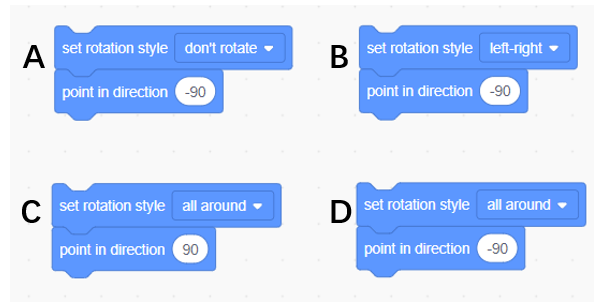 A set rotation style don't rotate
point in direction -90
B set rotation style left-right
point in direction -90
C set rotation style all around
point in direction 90
D set rotation style all around
point in direction -90